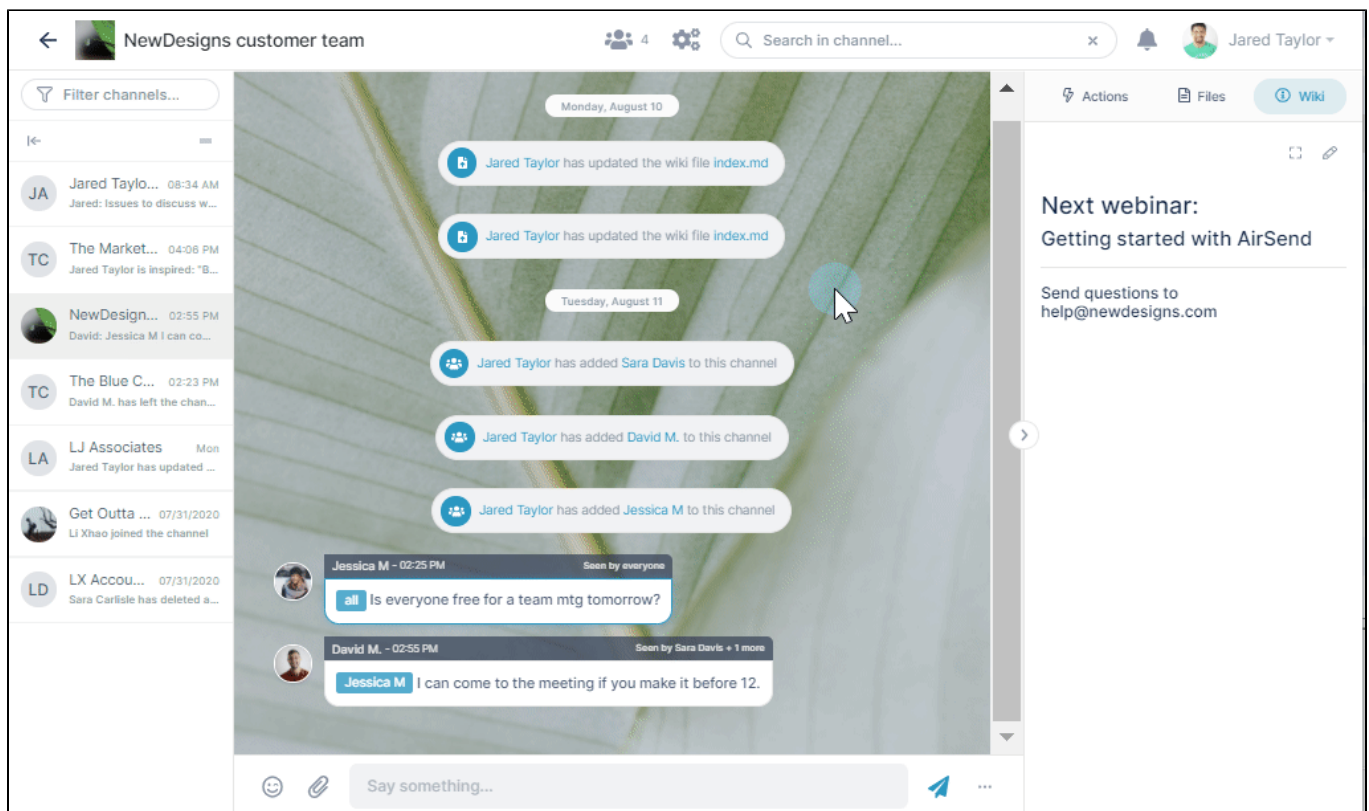 NewDesigns customer team
4
Search in channel...
Jared Taylor
Filter channels...
JA
Jared Taylo... 08:34 AM
Jared: Issues to discuss w...
TC
The Market... 04:06 PM
Jared Taylor is inspired: "B...
NewDesign... 02:55 PM
David: Jessica M I can co...
TC
The Blue C... 02:23 PM
David M. has left the chan...
LA
LJ Associates Mon
Jared Taylor has updated ...
Get Outta ... 07/31/2020
Li Xhao joined the channel
LD
LX Accou... 07/31/2020
Sara Carlisle has deleted a...
Monday, August 10
Jared Taylor has updated the wiki file index.md
Jared Taylor has updated the wiki file index.md
Tuesday, August 11
Jared Taylor has added Sara Davis to this channel
Jared Taylor has added David M. to this channel
Jared Taylor has added Jessica M to this channel
Jessica M - 02:25 PM Seen by everyone
all Is everyone free for a team mtg tomorrow?
David M. - 02:55 PM Seen by Sara Davis + 1 more
Jessica M I can come to the meeting if you make it before 12.
Say something...
Actions Files Wiki
Next webinar:
Getting started with AirSend
Send questions to
help@newdesigns.com